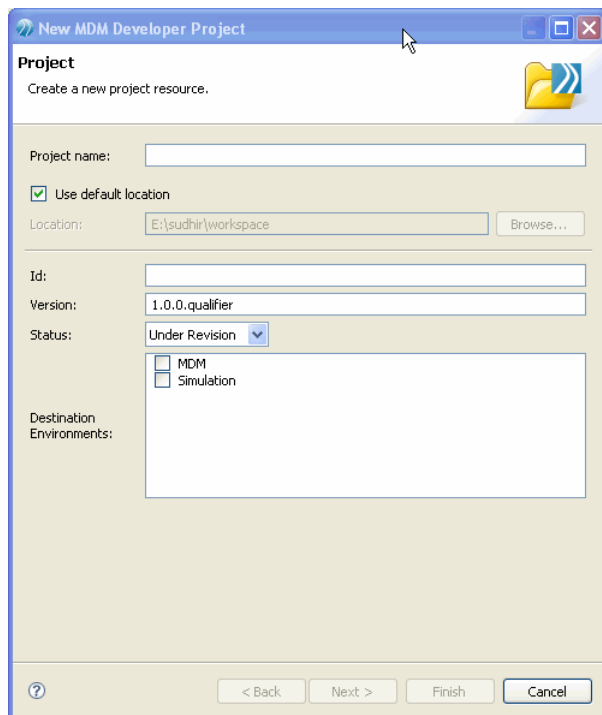 New MDM Developer Project
Project
Create a new project resource.
Project name:
Use default location
Location: E:\sudhir\workspace Browse...
Id:
Version: 1.0.0.qualifier
Status: Under Revision
MDM
Simulation
Destination
Environments:
? < Back Next > Finish Cancel